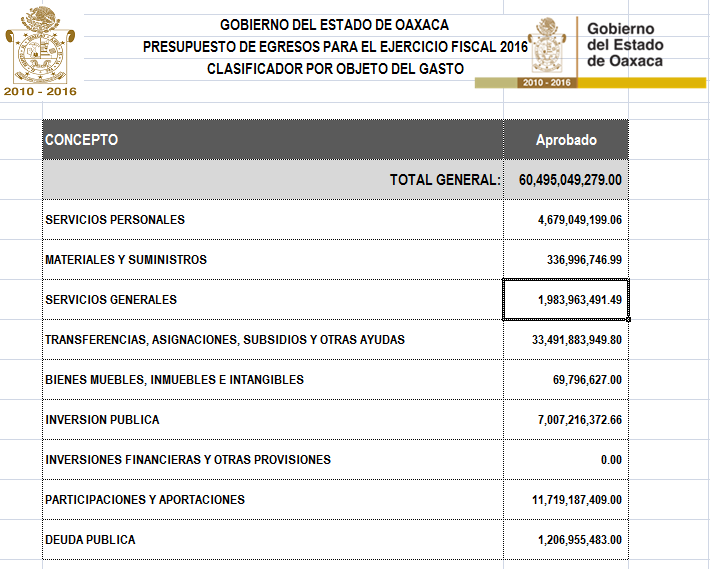 GOBIERNO DEL ESTADO DE OAXACA
PRESUPUESTO DE EGRESOS PARA EL EJERCICIO FISCAL 2016
CLASIFICADOR POR OBJETO DEL GASTO
2010 - 2016
Gobierno
del Estado
de Oaxaca
2010 - 2016
CONCEPTO Aprobado
TOTAL GENERAL: 60,495,049,279.00
SERVICIOS PERSONALES 4,679,049,199.06
MATERIALES Y SUMINISTROS 336,996,746.99
SERVICIOS GENERALES 1,983,963,491.49
TRANSFERENCIAS, ASIGNACIONES, SUBSIDIOS Y OTRAS AYUDAS 33,491,883,949.80
BIENES MUEBLES, INMUEBLES E INTANGIBLES 69,796,627.00
INVERSION PUBLICA 7,007,216,372.66
INVERSIONES FINANCIERAS Y OTRAS PROVISIONES 0.00
PARTICIPACIONES Y APORTACIONES 11,719,187,409.00
DEUDA PUBLICA 1,206,955,483.00